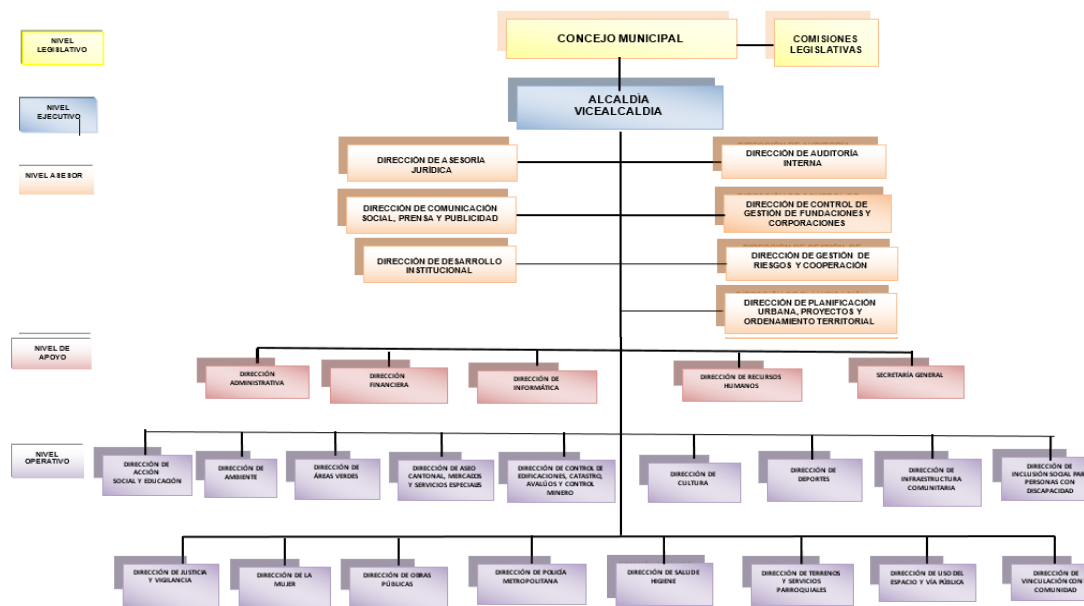 NIVEL
LEGISLATIVO
CONCEJO MUNICIPAL
COMISIONES
LEGISLATIVAS
NIVEL
EJECUTIVO
ALCALDÌA
VICEALCALDIA
NIVEL ASESOR
DIRECCIÓN DE ASESORÍA
JURÍDICA
DIRECCIÓN DE AUDITORÍA
INTERNA
DIRECCIÓN DE COMUNICACIÓN
SOCIAL, PRENSA Y PUBLICIDAD
DIRECCIÓN DE CONTROL DE
GESTIÓN DE FUNDACIONES Y
CORPORACIONES
DIRECCIÓN DE DESARROLLO
INSTITUCIONAL
DIRECCIÓN DE GESTIÓN DE
RIESGOS Y COOPERACIÓN
DIRECCIÓN DE PLANIFICACIÓN
URBANA, PROYECTOS Y
ORDENAMIENTO TERRITORIAL
NIVEL DE
APOYO
DIRECCIÓN
ADMINISTRATIVA
DIRECCIÓN
FINANCIERA
DIRECCIÓN DE
INFORMÁTICA
DIRECCIÓN DE RECURSOS
HUMANOS
SECRETARÍA GENERAL
NIVEL
OPERATIVO
DIRECCIÓN DE
ACCIÓN
SOCIAL Y EDUCACIÓN
DIRECCIÓN DE
AMBIENTE
DIRECCIÓN DE
ÁREAS VERDES
DIRECCIÓN DE ASEO
CANTONAL, MERCADOS Y
SERVICIOS ESPECIALES
DIRECCIÓN DE CONTROL DE
EDIFICACIONES, CATASTRO,
AVALÚOS Y CONTROL
MINERO
DIRECCIÓN DE
CULTURA
DIRECCIÓN DE
DEPORTES
DIRECCIÓN DE
INFRAESTRUCTURA
COMUNITARIA
DIRECCIÓN DE
INCLUSIÓN SOCIAL PARA
PERSONAS CON
DISCAPACIDAD
DIRECCIÓN DE JUSTICIA
Y VIGILANCIA
DIRECCIÓN DE LA
MUJER
DIRECCIÓN DE OBRAS
PÚBLICAS
DIRECCIÓN DE POLICÍA
METROPOLITANA
DIRECCIÓN DE SALUD E
HIGIENE
DIRECCIÓN DE TERRENOS
Y SERVICIOS
PARROQUIALES
DIRECCIÓN DE USO DEL
ESPACIO Y VÍA PÚBLICA
DIRECCIÓN DE
VINCULACIÓN CON
COMUNIDAD